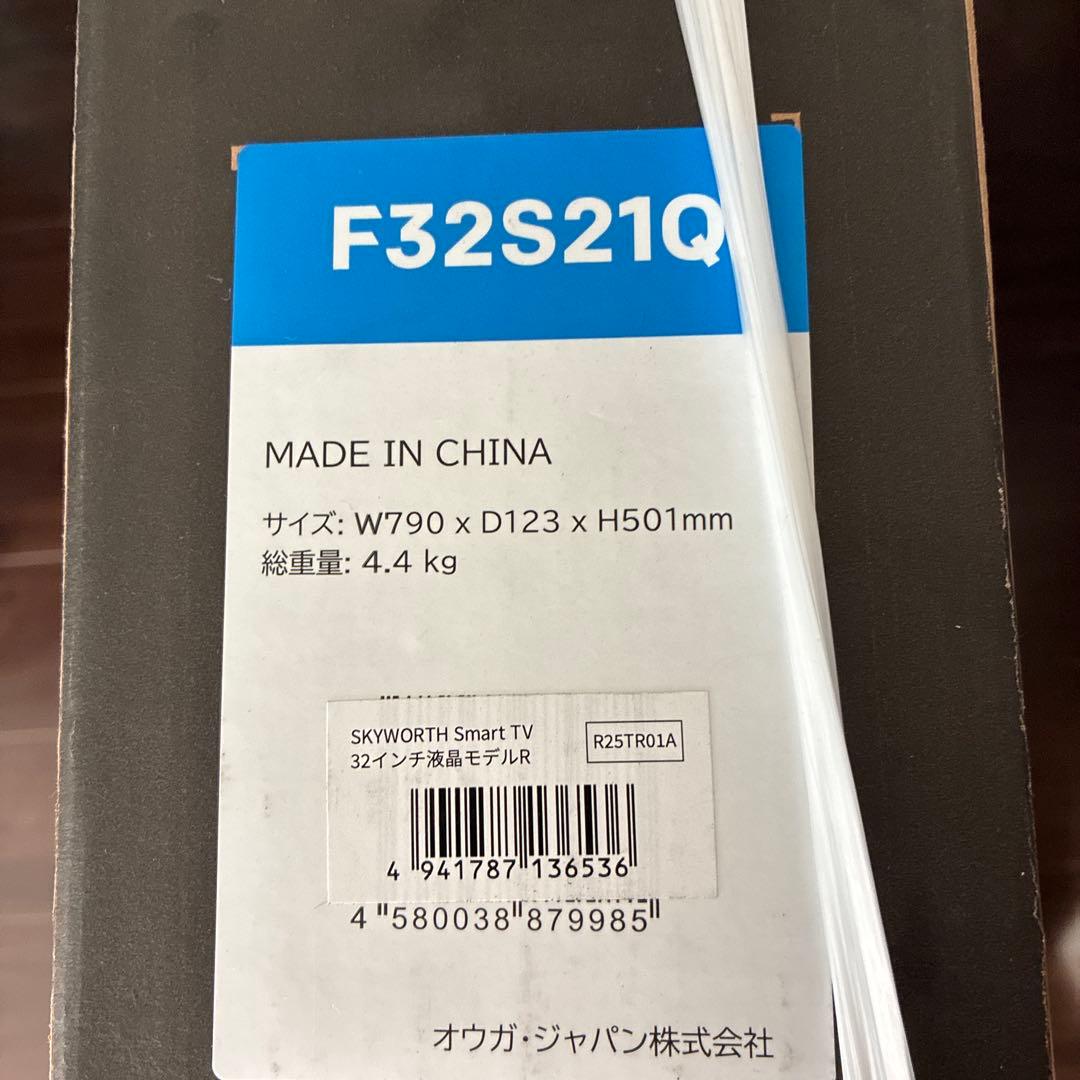 F32S21Q
MADE IN CHINA
サイズ: W790 x D123 x H501mm
総重量: 4.4 kg
SKYWORTH Smart TV
32インチ液晶モデルR
R25TR01A
4 941787 136536
4 580038 879985
オウガ・ジャパン株式会社